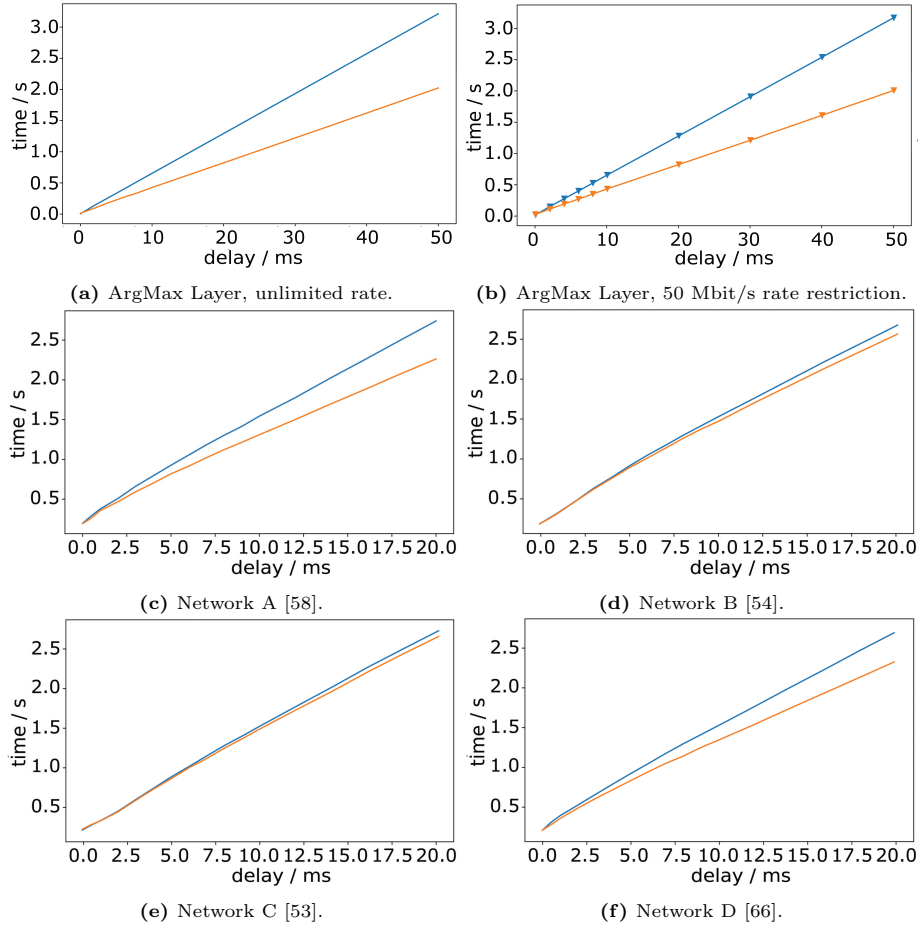 3.0
2.5
2.0
1.5
1.0
0.5
0.0
time / s
0 10 20 30 40 50
delay / ms
(a) ArgMax Layer, unlimited rate.
3.0
2.5
2.0
1.5
1.0
0.5
0.0
time / s
0 10 20 30 40 50
delay / ms
(b) ArgMax Layer, 50 Mbit/s rate restriction.
2.5
2.0
1.5
1.0
0.5
time / s
0.0 2.5 5.0 7.5 10.0 12.5 15.0 17.5 20.0
delay / ms
(c) Network A [58].
2.5
2.0
1.5
1.0
0.5
time / s
0.0 2.5 5.0 7.5 10.0 12.5 15.0 17.5 20.0
delay / ms
(d) Network B [54].
2.5
2.0
1.5
1.0
0.5
time / s
0.0 2.5 5.0 7.5 10.0 12.5 15.0 17.5 20.0
delay / ms
(e) Network C [53].
2.5
2.0
1.5
1.0
0.5
time / s
0.0 2.5 5.0 7.5 10.0 12.5 15.0 17.5 20.0
delay / ms
(f) Network D [66].